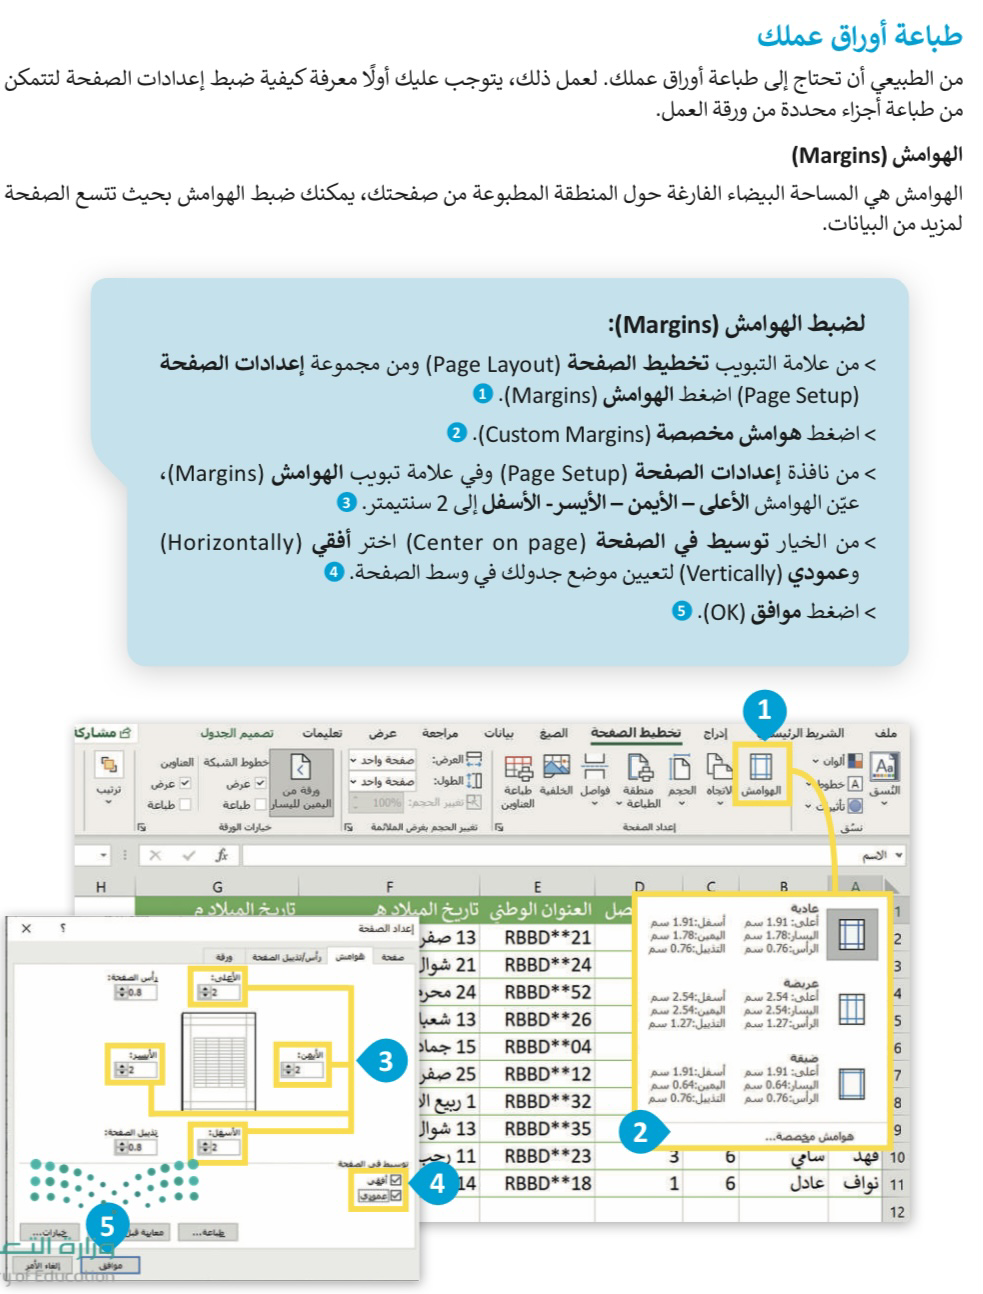 طباعة أوراق عملك
من الطبيعي أن تحتاج إلى طباعة أوراق عملك. لعمل ذلك، يتوجب عليك أولًا معرفة كيفية ضبط إعدادات الصفحة لتتمكن
من طباعة أجزاء محددة من ورقة العمل.
الهوامش (Margins)
الهوامش هي المساحة البيضاء الفارغة حول المنطقة المطبوعة من صفحتك، يمكنك ضبط الهوامش بحيث تتسع الصفحة
لمزيد من البيانات.
لضبط الهوامش (Margins):
> من علامة التبويب تخطيط الصفحة (Page Layout) ومن مجموعة إعدادات الصفحة
(Page Setup) اضغط الهوامش (Margins). 1
> اضغط هوامش مخصصة (Custom Margins). 2
> من نافذة إعدادات الصفحة (Page Setup) وفي علامة تبويب الهوامش (Margins)،
عيّن الهوامش الأعلى – الأيمن – الأيسر- الأسفل إلى 2 سنتيمتر. 3
> من الخيار توسيط في الصفحة (Center on page) اختر أفقي (Horizontally)
وعمودي (Vertically) لتعيين موضع جدولك في وسط الصفحة. 4
> اضغط موافق (OK). 5
1
ملف الشريط الرئيسي إدراج تخطيط الصفحة الصيغ بيانات مراجعة عرض تعليمات تصميم الجدول مشاركة
ألوان العرض: صفحة واحد خطوط الشبكة العناوين
خطوط الطول: صفحة واحد عرض عرض
النسق الهوامش الاتجاه الحجم منطقة فواصل الخلفية طباعة ورقة من ترتيب
تأثيرات الطباعة العناوين تغيير الحجم: 100% اليمين لليسار طباعة طباعة
نسق إعداد الصفحة تغيير الحجم بغرض الملائمة خيارات الورقة
الاسم fx
A B C D E F G H
1 العنوان الوطني تاريخ الميلاد هـ تاريخ الميلاد م
2 RBBD**21 13 صفر
3 RBBD**24 21 شوال
4 RBBD**52 24 محرم
5 RBBD**26 13 شعبا
6 RBBD**04 15 جماد
7 RBBD**12 25 صفر
8 RBBD**32 1 ربيع الا
9 RBBD**35 13 شوال
10 فهد سامي 6 3 RBBD**23 11 رجب
11 نواف عادل 6 1 RBBD**18 14
12
عادية
أعلى: 1.91 سم أسفل:1.91 سم
اليسار:1.78 سم اليمين:1.78 سم
الرأس:0.76 سم التذييل:0.76 سم
عريضة
أعلى: 2.54 سم أسفل:2.54 سم
اليسار:2.54 سم اليمين:2.54 سم
الرأس:1.27 سم التذييل:1.27 سم
ضيقة
أعلى: 1.91 سم أسفل:1.91 سم
اليسار:0.64 سم اليمين:0.64 سم
الرأس:0.76 سم التذييل:0.76 سم
هوامش مخصصة...
2
إعداد الصفحة ؟ ×
صفحة هوامش رأس/تذييل الصفحة ورقة
الأعلى: رأس الصفحة:
2 0.8
الأيمن: الأيسر:
2 2
3
الأسفل: تذييل الصفحة:
2 0.8
توسيط في الصفحة
أفقي
عمودي
4
طباعة... معاينة قبل خيارات...
5
موافق إلغاء الأمر
وزارة التعـ
y of Education